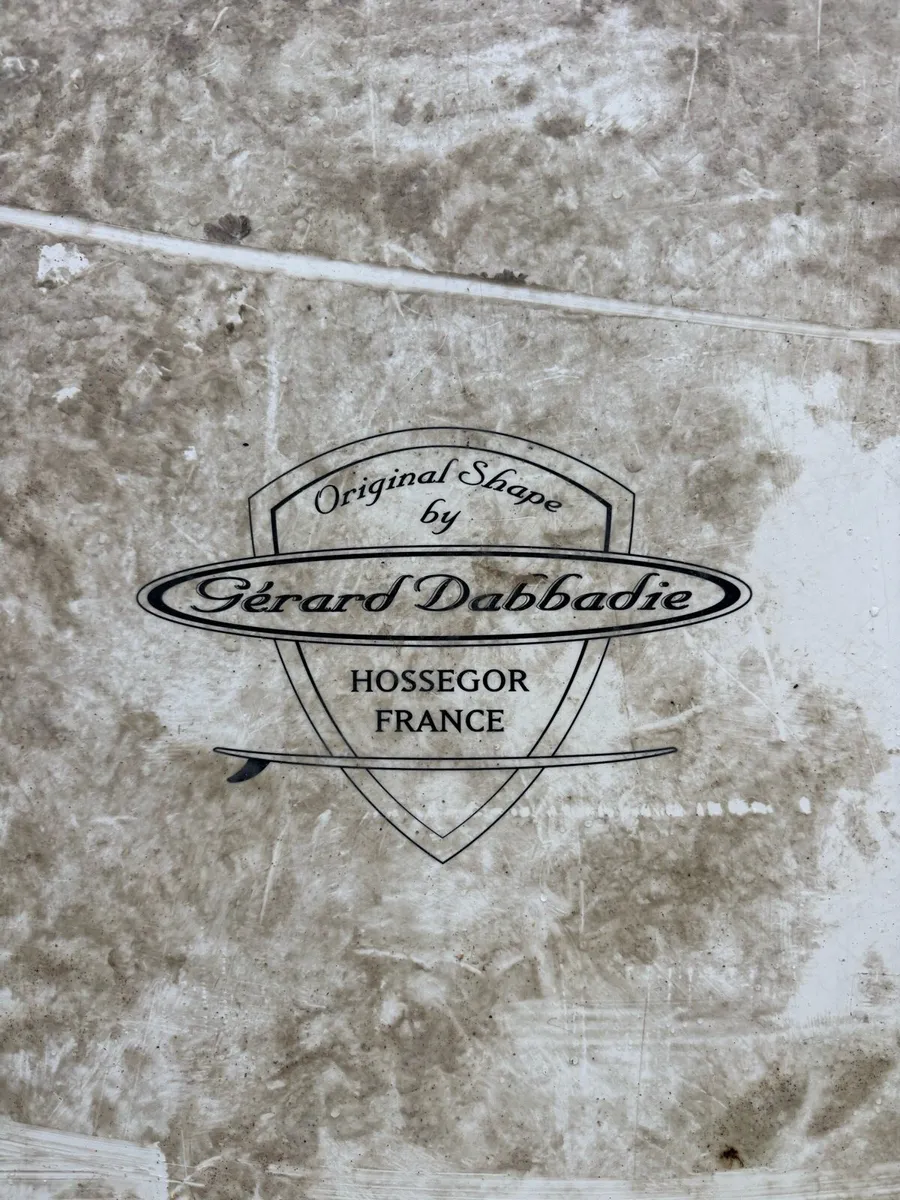 Original Shape
by
Gérard Dabbadie
HOSSEGOR
FRANCE